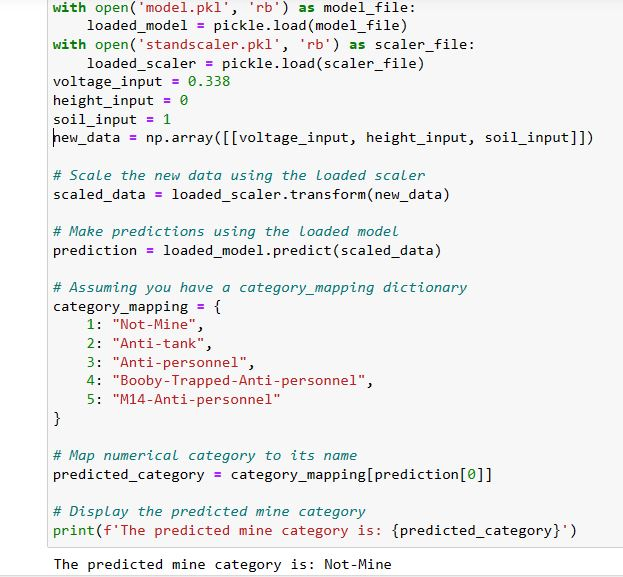 with open('model.pkl', 'rb') as model_file:
    loaded_model = pickle.load(model_file)
with open('standscaler.pkl', 'rb') as scaler_file:
    loaded_scaler = pickle.load(scaler_file)
voltage_input = 0.338
height_input = 0
soil_input = 1
new_data = np.array([[voltage_input, height_input, soil_input]])

# Scale the new data using the loaded scaler
scaled_data = loaded_scaler.transform(new_data)

# Make predictions using the loaded model
prediction = loaded_model.predict(scaled_data)

# Assuming you have a category_mapping dictionary
category_mapping = {
    1: "Not-Mine",
    2: "Anti-tank",
    3: "Anti-personnel",
    4: "Booby-Trapped-Anti-personnel",
    5: "M14-Anti-personnel"
}

# Map numerical category to its name
predicted_category = category_mapping[prediction[0]]

# Display the predicted mine category
print(f'The predicted mine category is: {predicted_category}')
The predicted mine category is: Not-Mine